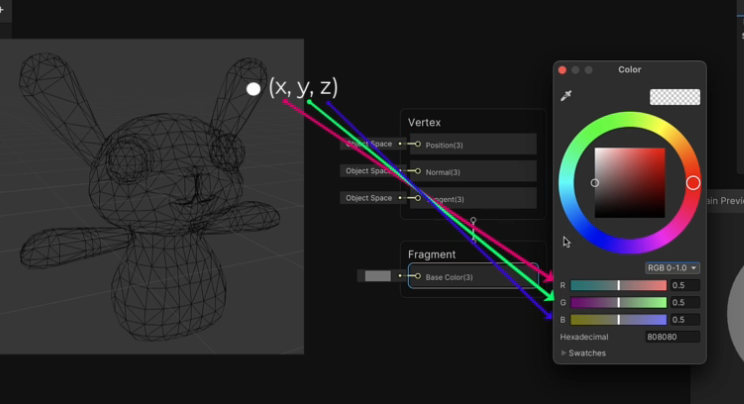 +
(x, y, z)
Vertex
Object Space
Position(3)
Object Space
Normal(3)
Object Space
Tangent(3)
Fragment
Base Color(3)
Color
RGB 0-1.0
R 0.5
G 0.5
B 0.5
Hexadecimal 808080
Swatches
ain Previ